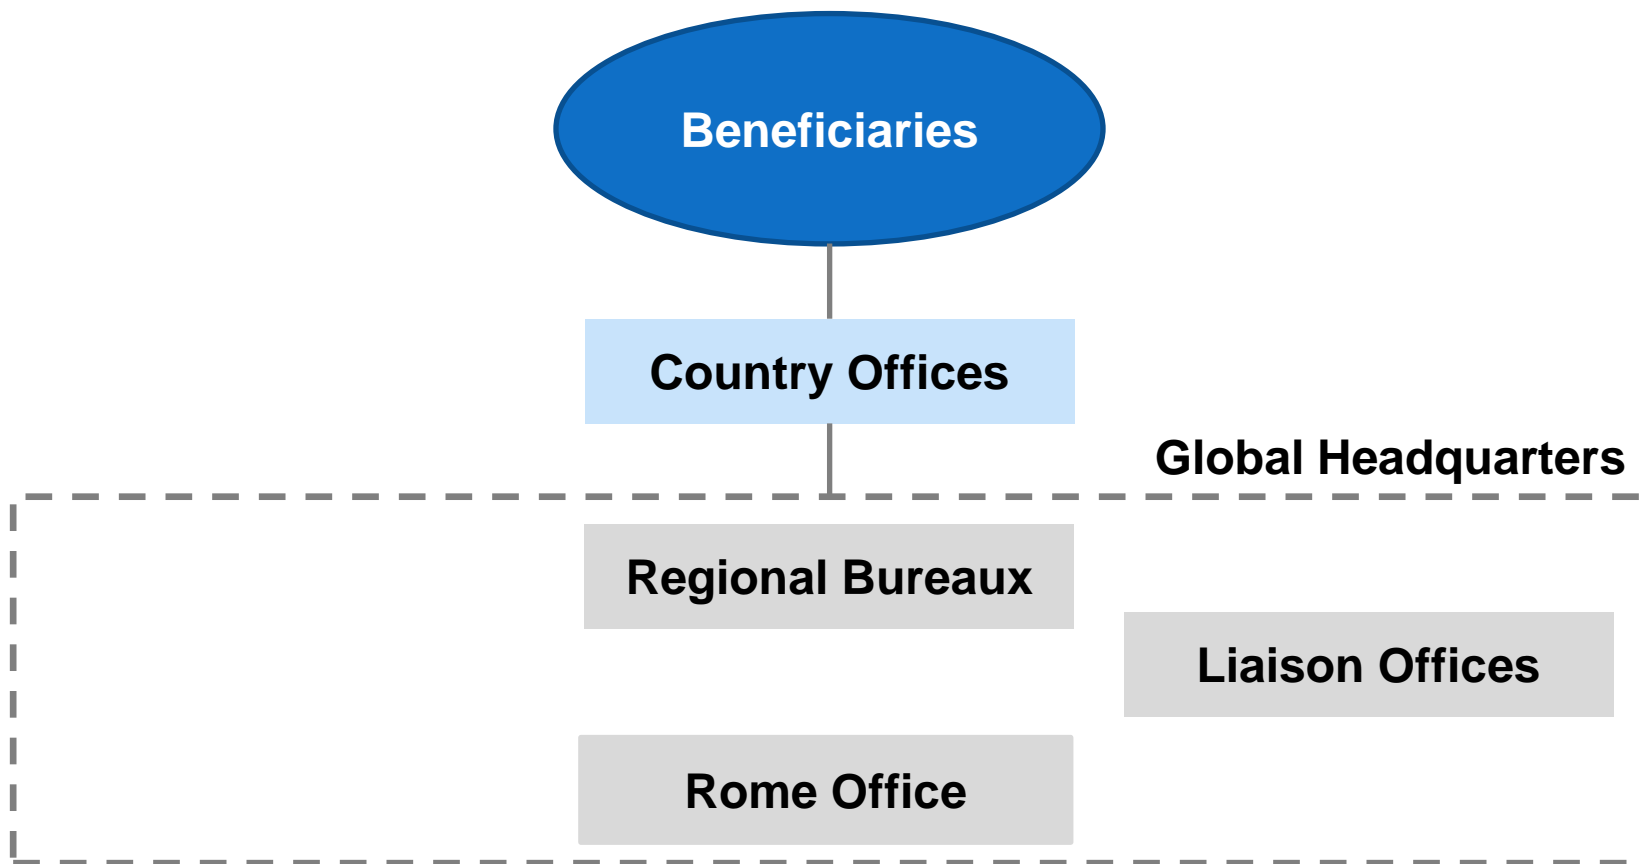 Beneficiaries
Country Offices
Global Headquarters
Regional Bureaux
Liaison Offices
Rome Office